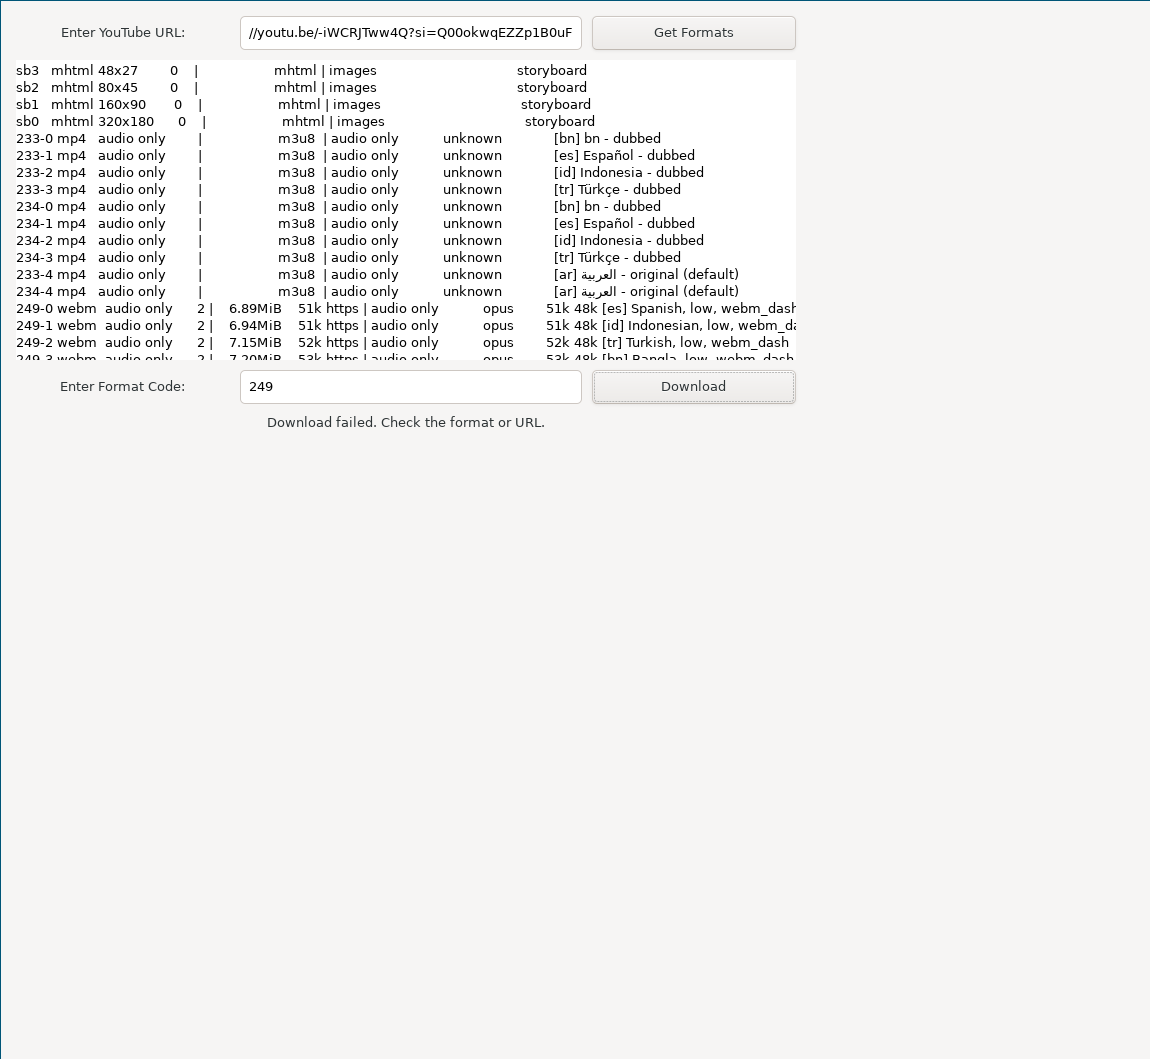 Enter YouTube URL: //youtu.be/-iWCRJTww4Q?si=Q00okwqEZZp1B0uF Get Formats
sb3 mhtml 48x27 0 | mhtml | images storyboard
sb2 mhtml 80x45 0 | mhtml | images storyboard
sb1 mhtml 160x90 0 | mhtml | images storyboard
sb0 mhtml 320x180 0 | mhtml | images storyboard
233-0 mp4 audio only | m3u8 | audio only unknown [bn] bn - dubbed
233-1 mp4 audio only | m3u8 | audio only unknown [es] Español - dubbed
233-2 mp4 audio only | m3u8 | audio only unknown [id] Indonesia - dubbed
233-3 mp4 audio only | m3u8 | audio only unknown [tr] Türkçe - dubbed
234-0 mp4 audio only | m3u8 | audio only unknown [bn] bn - dubbed
234-1 mp4 audio only | m3u8 | audio only unknown [es] Español - dubbed
234-2 mp4 audio only | m3u8 | audio only unknown [id] Indonesia - dubbed
234-3 mp4 audio only | m3u8 | audio only unknown [tr] Türkçe - dubbed
233-4 mp4 audio only | m3u8 | audio only unknown [ar] العربية - original (default)
234-4 mp4 audio only | m3u8 | audio only unknown [ar] العربية - original (default)
249-0 webm audio only 2 | 6.89MiB 51k https | audio only opus 51k 48k [es] Spanish, low, webm_dash
249-1 webm audio only 2 | 6.94MiB 51k https | audio only opus 51k 48k [id] Indonesian, low, webm_da
249-2 webm audio only 2 | 7.15MiB 52k https | audio only opus 52k 48k [tr] Turkish, low, webm_dash
249-3 webm audio only 2 | 7.20MiB 53k https | audio only opus 53k 48k [bn] Bangla, low, webm_dash
Enter Format Code: 249 Download
Download failed. Check the format or URL.